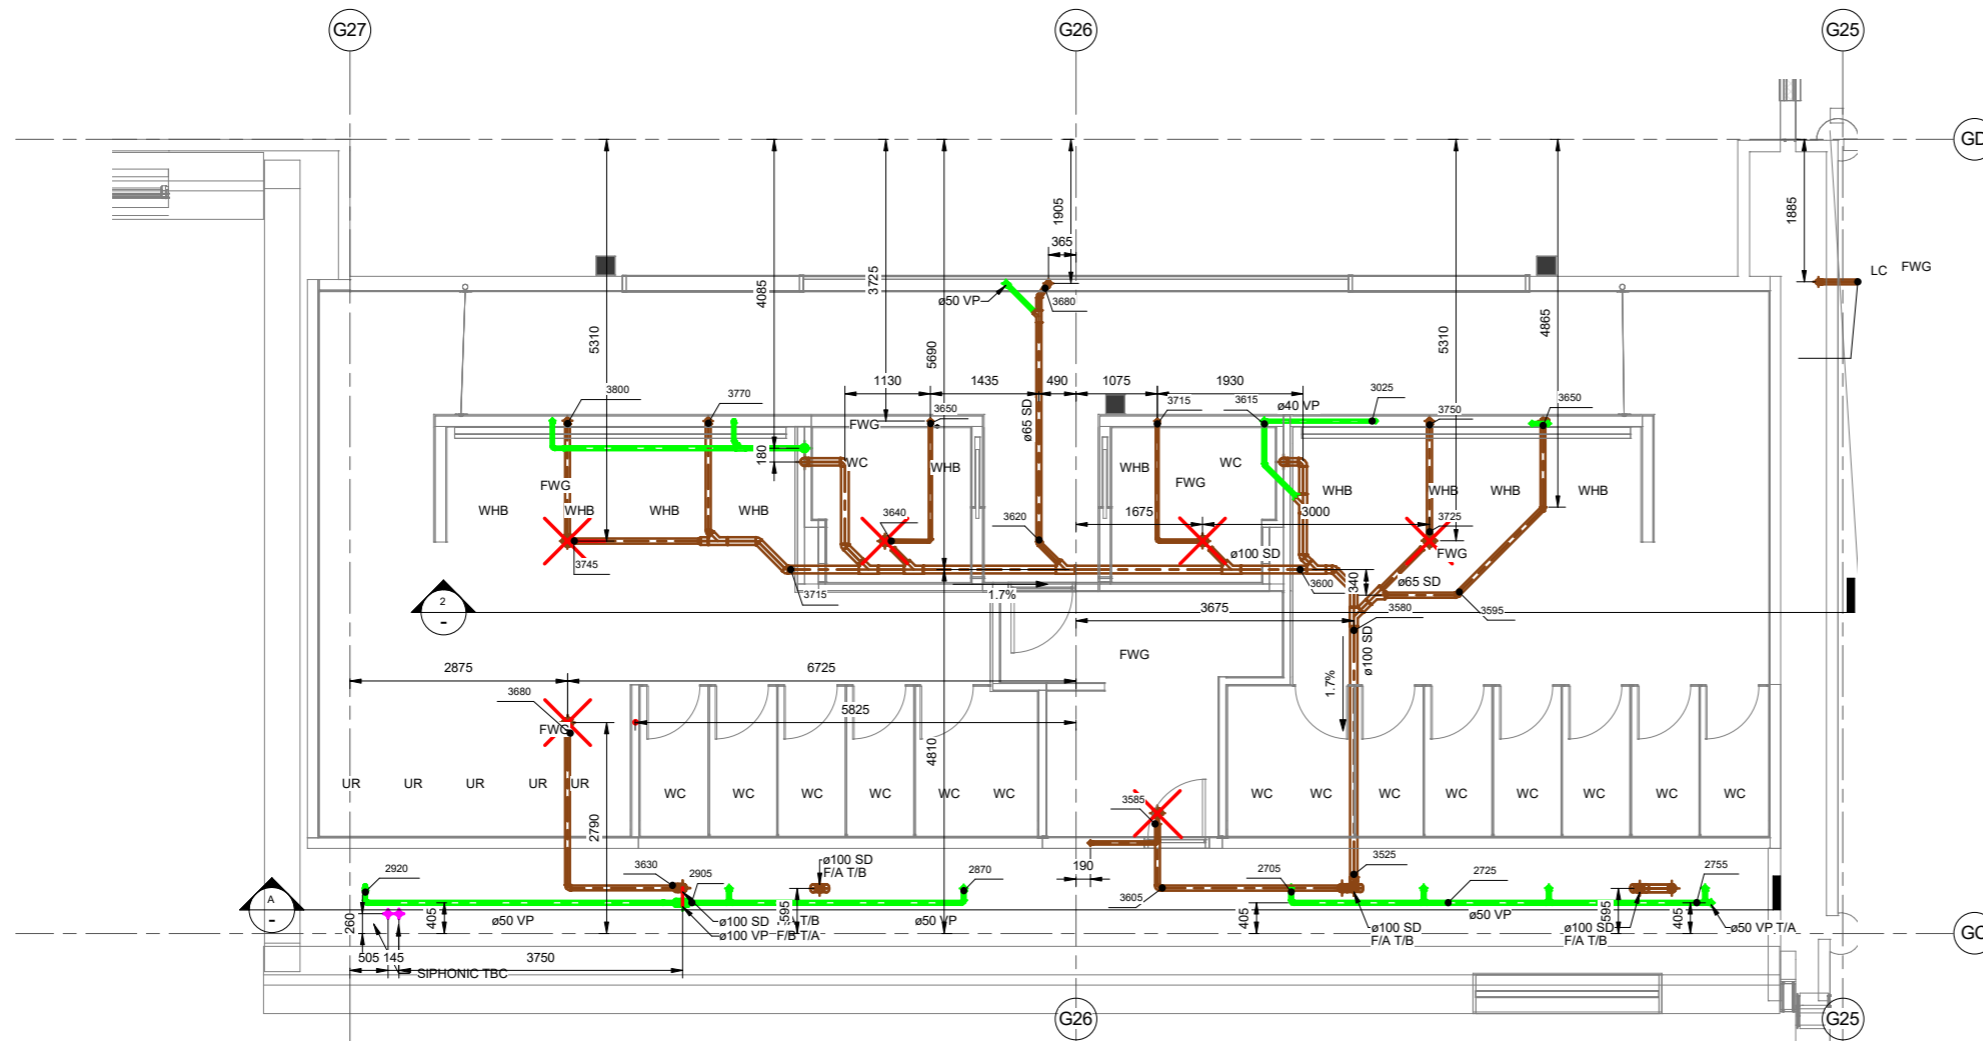 G27
G26
G25
GD
1905
1885
365
LC FWG
3725
4085
ø50 VP
3680
4865
5310
5690
5310
1130
1435
490
1075
1930
3025
3800
3770
3650
3715
3615
ø40 VP
3750
3650
FWG
ø65 SD
180
WC
WHB
WHB
WC
FWG
FWG
WHB
WHB
WHB
WHB
WHB
WHB
WHB
WHB
3640
3620
1675
3000
3725
FWG
ø100 SD
3745
3715
1.7%
3600
340
ø65 SD
2
-
3675
3580
3595
ø100 SD
FWG
2875
6725
1.7%
3680
5825
FWG
4810
UR
UR
UR
UR
UR
WC
WC
WC
WC
WC
WC
WC
WC
WC
WC
WC
WC
WC
2790
3585
190
2920
3630
2905
ø100 SD
F/A T/B
2870
3605
2705
3525
2725
2755
A
-
260
405
ø50 VP
ø100 SD
T/B
ø100 VP F/B T/A
595
ø50 VP
405
ø100 SD
F/A T/B
ø50 VP
ø100 SD
F/A T/B
595
405
ø50 VP T/A
GC
505
145
3750
SIPHONIC TBC
G26
G25